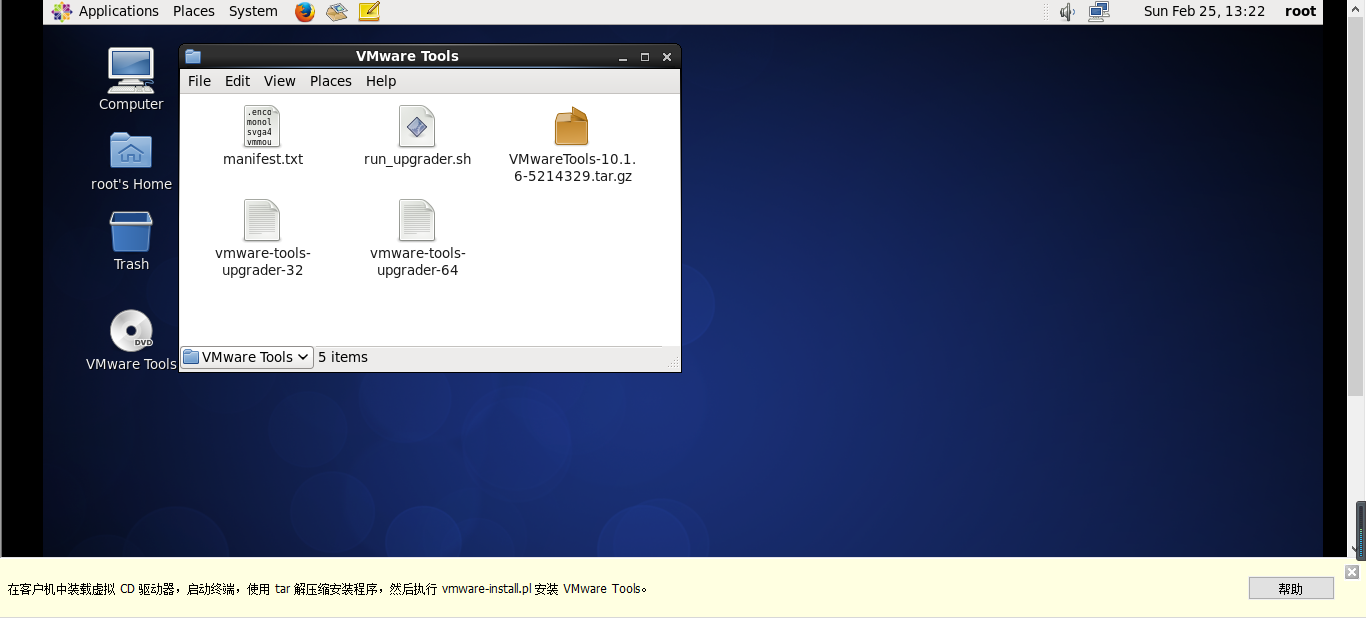 Applications Places System Sun Feb 25, 13:22 root
VMware Tools
File Edit View Places Help
Computer
root's Home
Trash
DVD
VMware Tools
.enco
monol
svga4
vmmou
manifest.txt
run_upgrader.sh
VMwareTools-10.1.
6-5214329.tar.gz
vmware-tools-
upgrader-32
vmware-tools-
upgrader-64
VMware Tools 5 items
在客户机中装载虚拟 CD 驱动器，启动终端，使用 tar 解压缩安装程序，然后执行 vmware-install.pl 安装 VMware Tools。
帮助